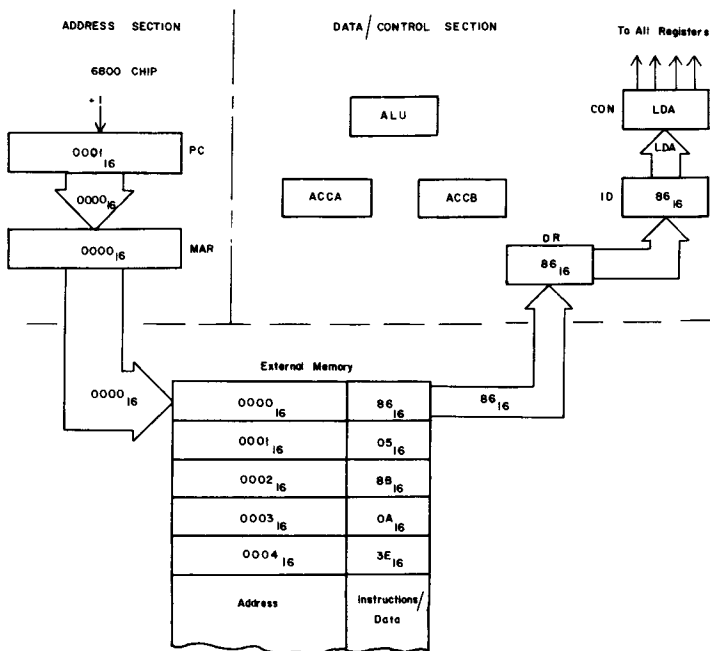 ADDRESS SECTION
DATA/CONTROL SECTION
To All Registers
6800 CHIP
+1
0001 16
PC
0000 16
0000 16
MAR
ALU
ACCA
ACCB
CON
LDA
LDA
ID
86 16
DR
86 16
0000 16
External Memory
0000 16 86 16
86 16
0001 16 05 16
0002 16 8B 16
0003 16 0A 16
0004 16 3E 16
Address
Instructions/
Data